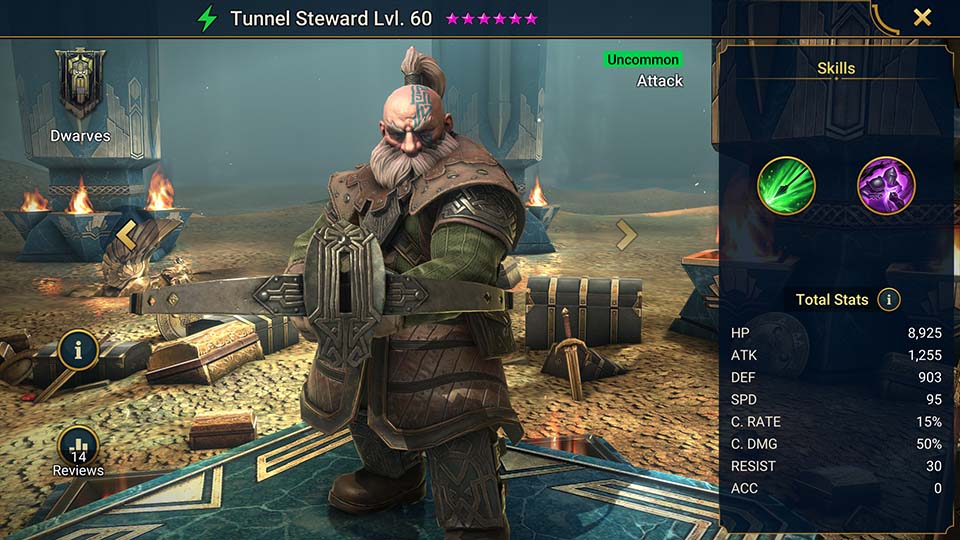 Tunnel Steward Lvl. 60
Uncommon
Attack
Dwarves
i
14
Reviews
Skills
Total Stats i
HP 8,925
ATK 1,255
DEF 903
SPD 95
C. RATE 15%
C. DMG 50%
RESIST 30
ACC 0